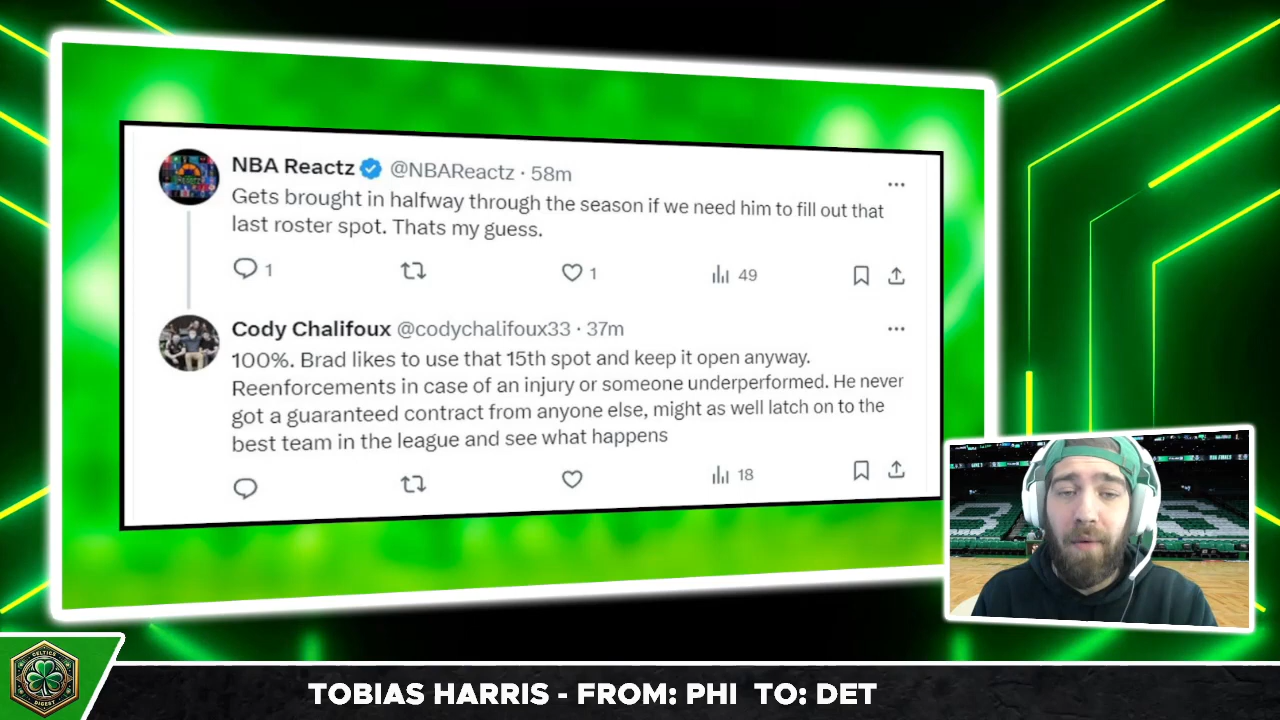 NBA Reactz @NBAReactz · 58m
Gets brought in halfway through the season if we need him to fill out that
last roster spot. Thats my guess.
1 1 49
Cody Chalifoux @codychalifoux33 · 37m
100%. Brad likes to use that 15th spot and keep it open anyway.
Reenforcements in case of an injury or someone underperformed. He never
got a guaranteed contract from anyone else, might as well latch on to the
best team in the league and see what happens
18
CELTICS
DIGEST
TOBIAS HARRIS - FROM: PHI TO: DET